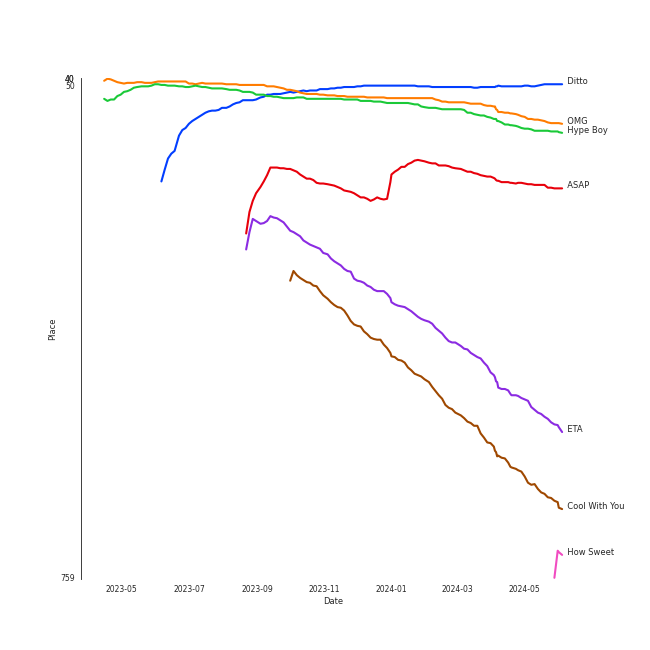 40
50
Ditto
OMG
Hype Boy
ASAP
Place
ETA
Cool With You
How Sweet
759
2023-05 2023-07 2023-09 2023-11 2024-01 2024-03 2024-05
Date